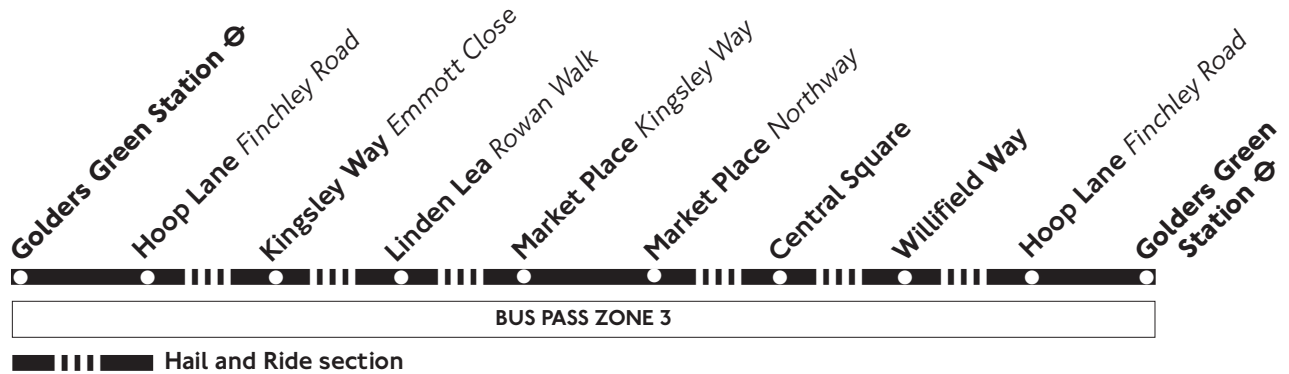 Golders Green Station
Hoop Lane Finchley Road
Kingsley Way Emmott Close
Linden Lea Rowan Walk
Market Place Kingsley Way
Market Place Northway
Central Square
Willifield Way
Hoop Lane Finchley Road
Golders Green
Station
BUS PASS ZONE 3
Hail and Ride section